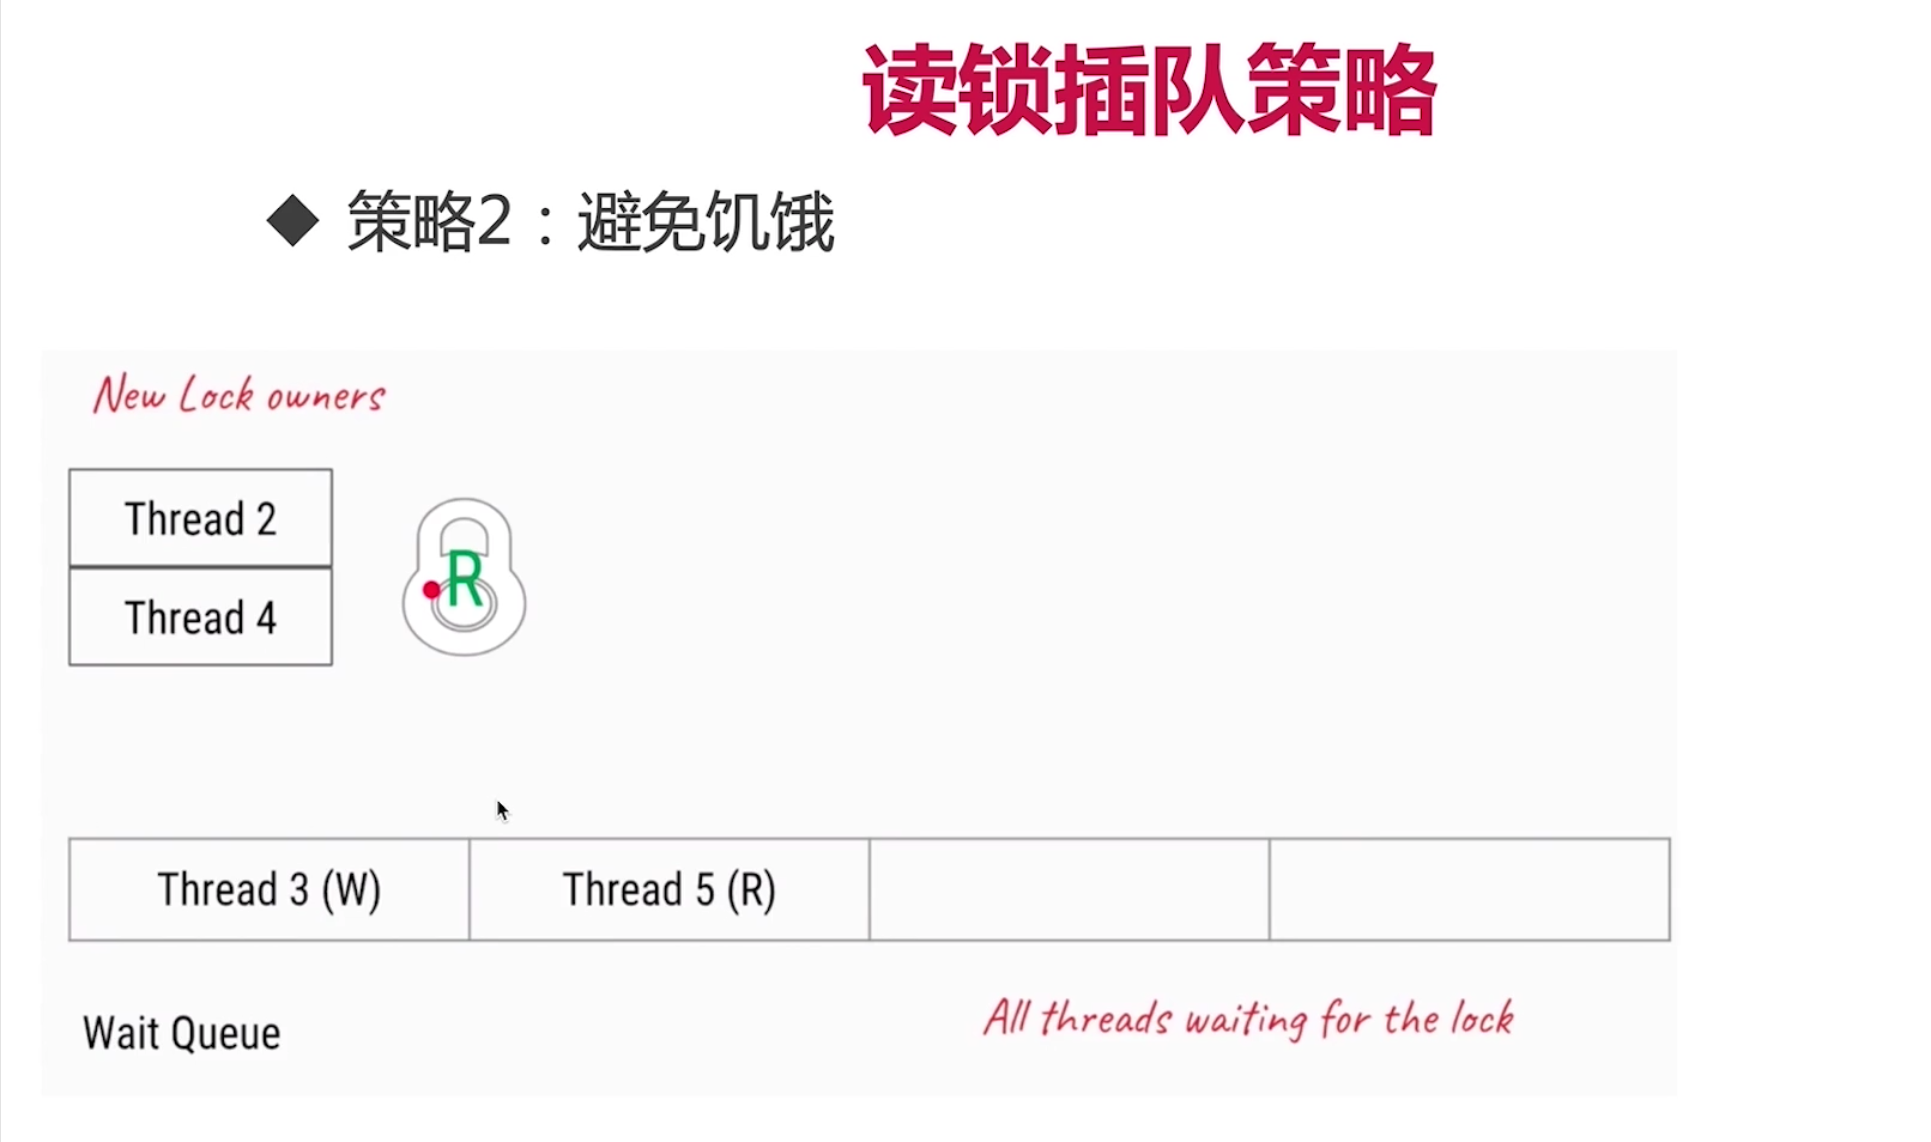 读锁插队策略
◆ 策略2：避免饥饿
New Lock owners
Thread 2
Thread 4
R
Thread 3 (W)
Thread 5 (R)
Wait Queue
All threads waiting for the lock